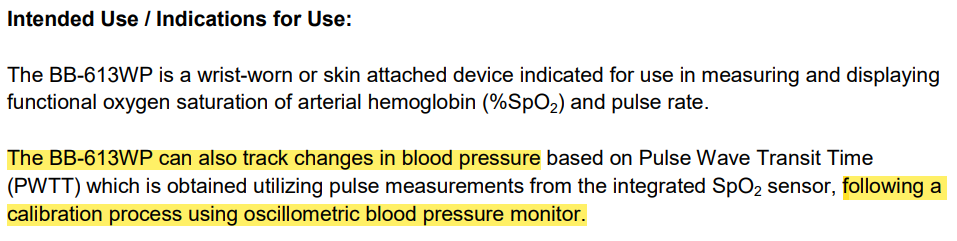 Intended Use / Indications for Use:
The BB-613WP is a wrist-worn or skin attached device indicated for use in measuring and displaying
functional oxygen saturation of arterial hemoglobin (%SpO₂) and pulse rate.
The BB-613WP can also track changes in blood pressure based on Pulse Wave Transit Time
(PWTT) which is obtained utilizing pulse measurements from the integrated SpO₂ sensor, following a
calibration process using oscillometric blood pressure monitor.